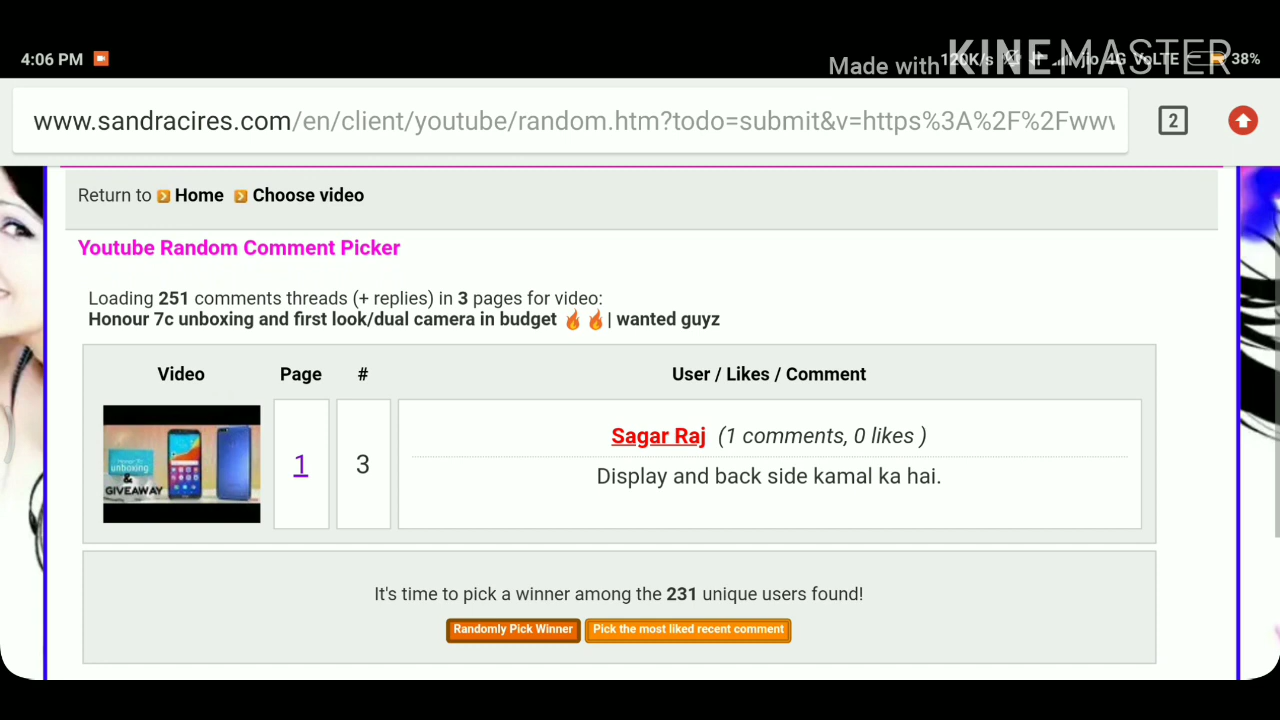 4:06 PM
Made with KINEMASTER
120K/s jio 4G VoLTE 38%
www.sandracires.com/en/client/youtube/random.htm?todo=submit&v=https%3A%2F%2Fwww
2
Return to Home Choose video
Youtube Random Comment Picker
Loading 251 comments threads (+ replies) in 3 pages for video:
Honour 7c unboxing and first look/dual camera in budget 🔥🔥| wanted guyz
Video Page # User / Likes / Comment
unboxing
&
GIVEAWAY
1
3
Sagar Raj (1 comments, 0 likes )
Display and back side kamal ka hai.
It's time to pick a winner among the 231 unique users found!
Randomly Pick Winner Pick the most liked recent comment